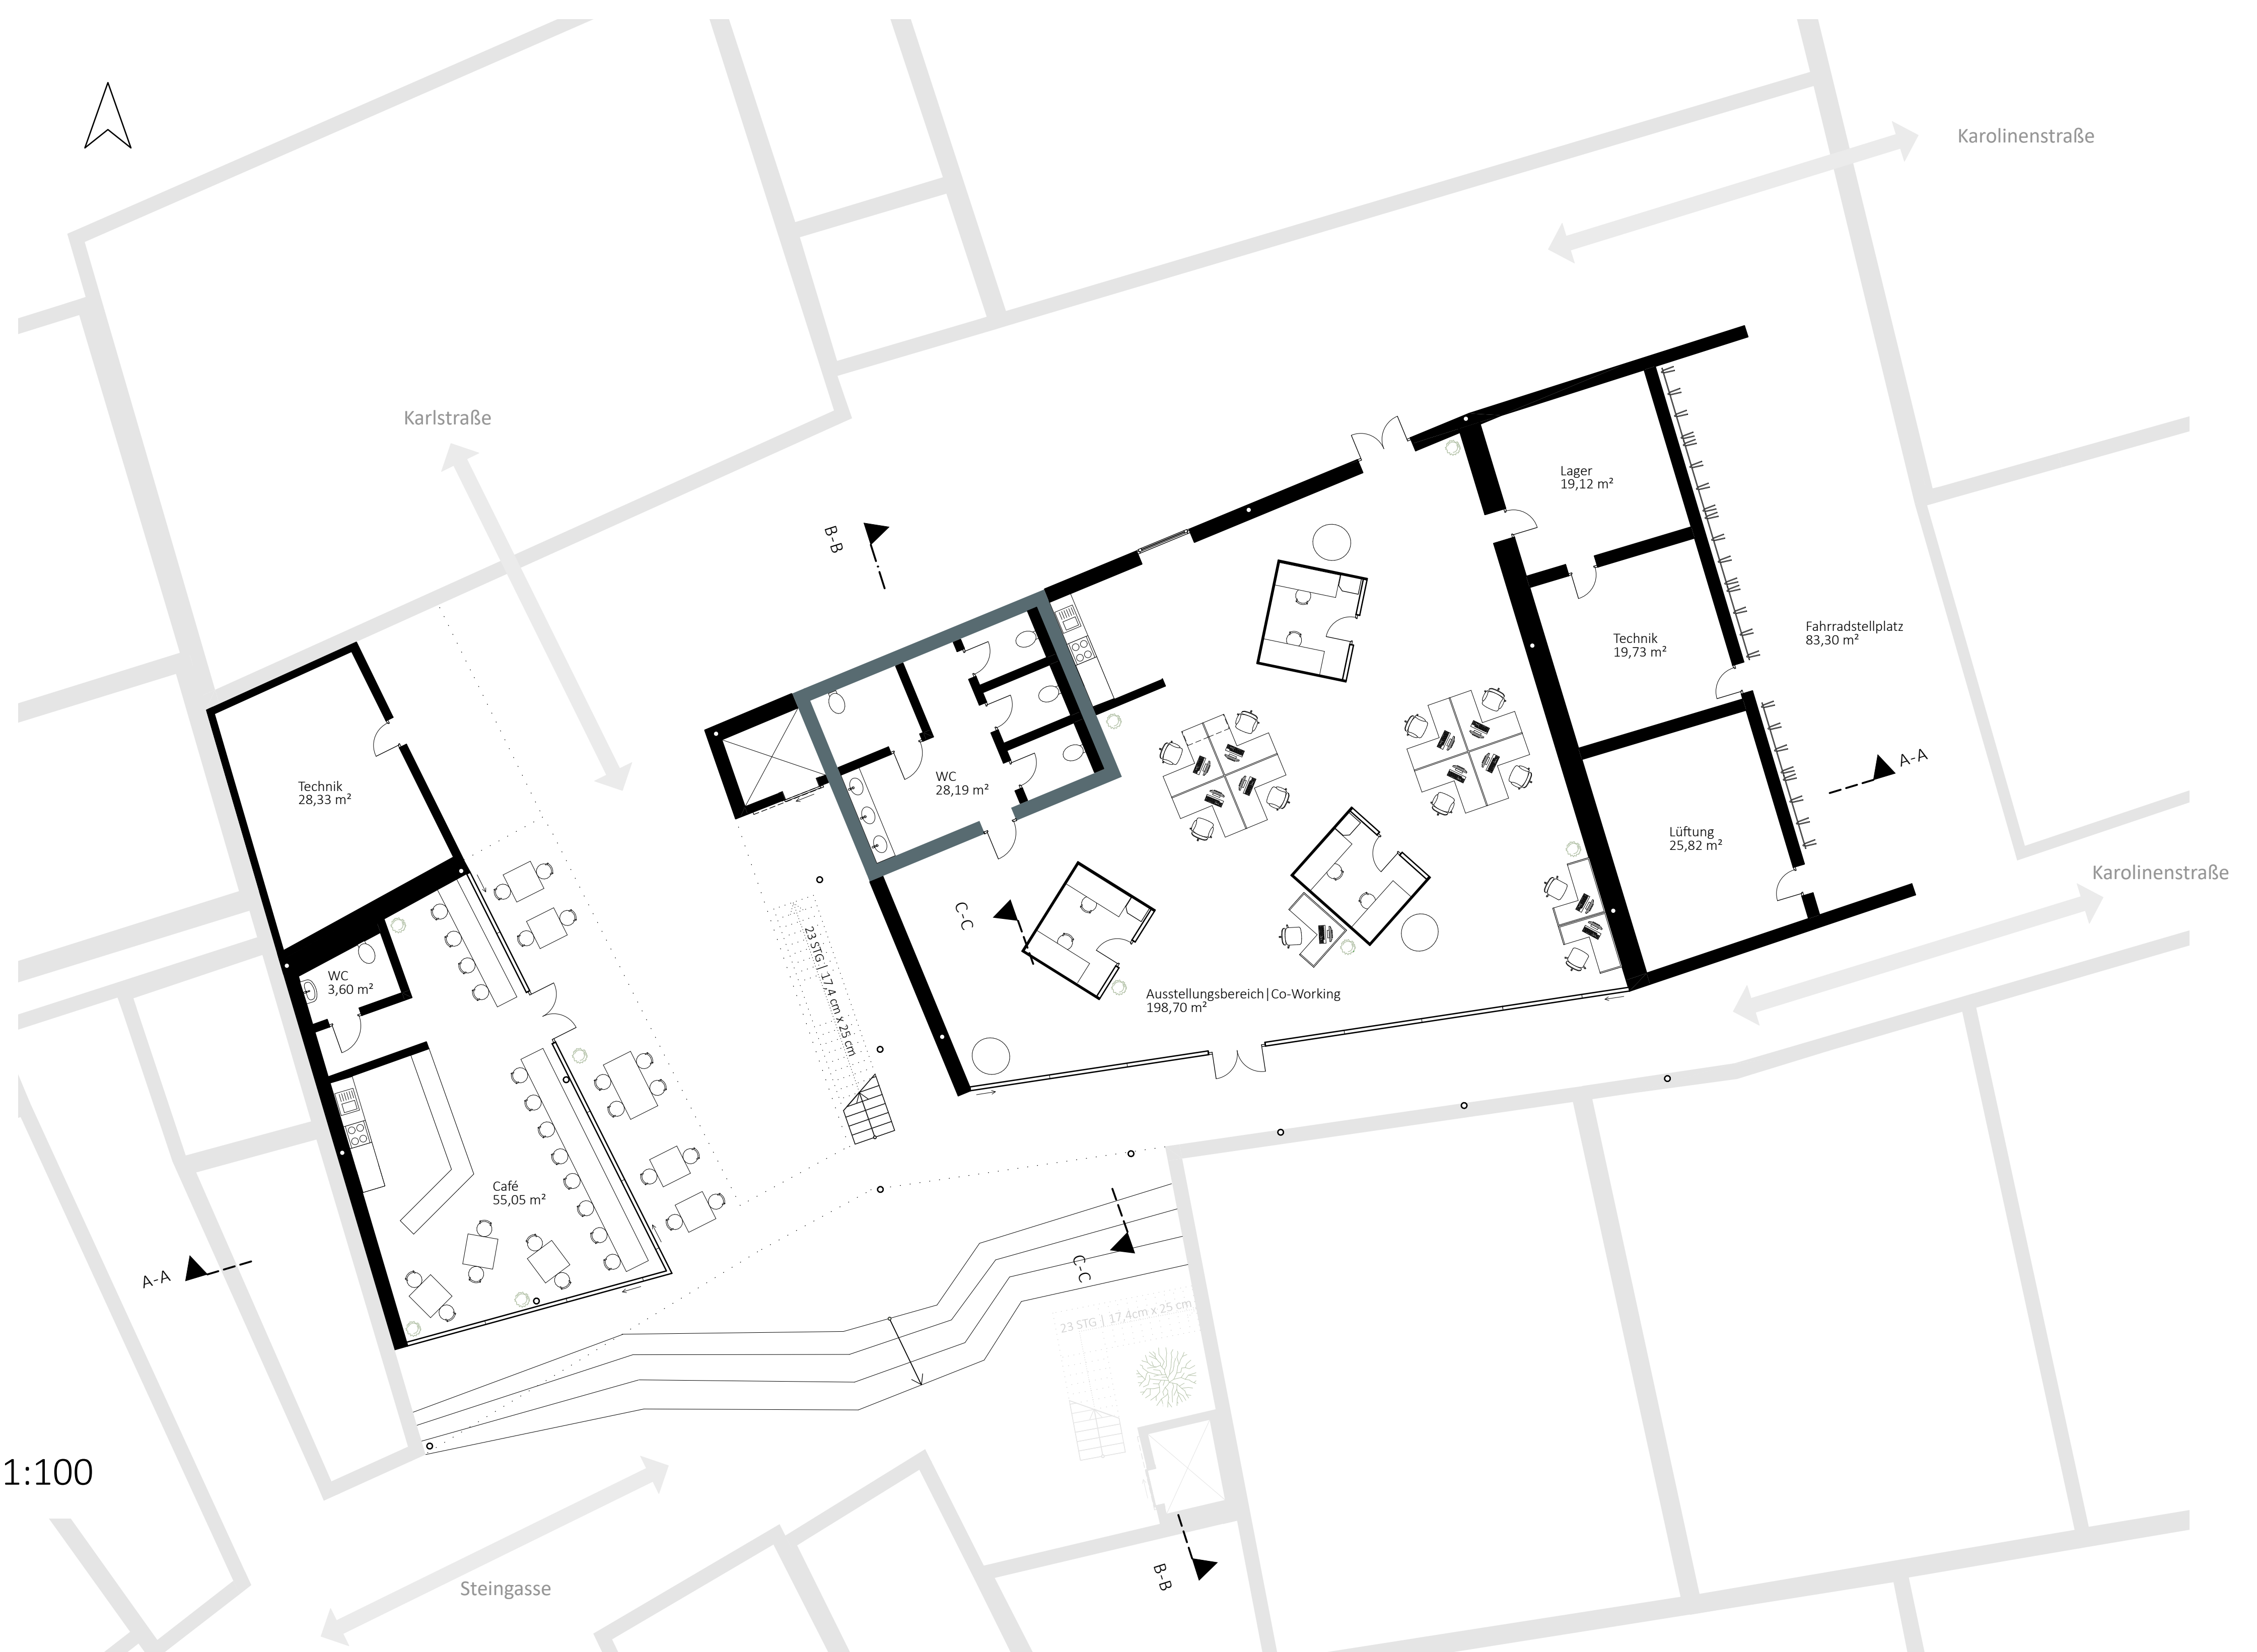 Karolinenstraße
Karlstraße
B-B
Lager
19,12 m²
Fahrradstellplatz
83,30 m²
Technik
19,73 m²
Technik
28,33 m²
WC
28,19 m²
A-A
Lüftung
25,82 m²
Karolinenstraße
C-C
23 STG | 17,4 cm x 25 cm
WC
3,60 m²
Ausstellungsbereich|Co-Working
198,70 m²
Café
55,05 m²
A-A
C-C
23 STG | 17,4cm x 25 cm
1:100
Steingasse
B-B